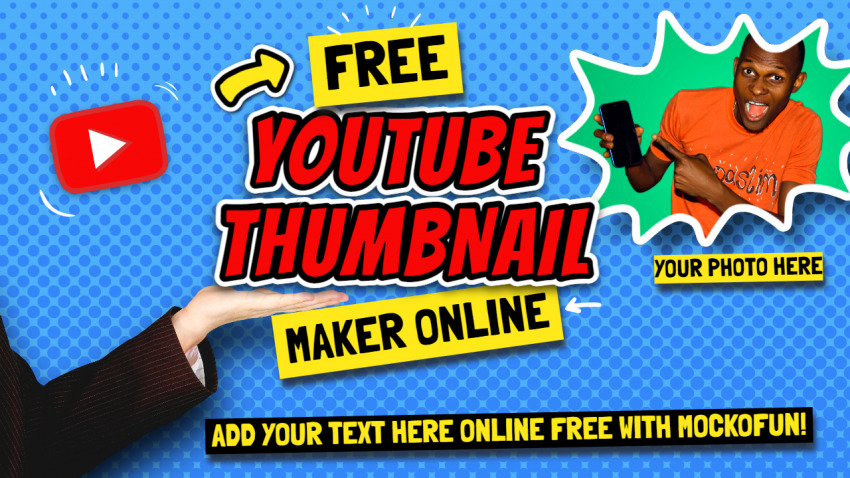 FREE
YOUTUBE
THUMBNAIL
MAKER ONLINE
YOUR PHOTO HERE
ADD YOUR TEXT HERE ONLINE FREE WITH MOCKOFUN!